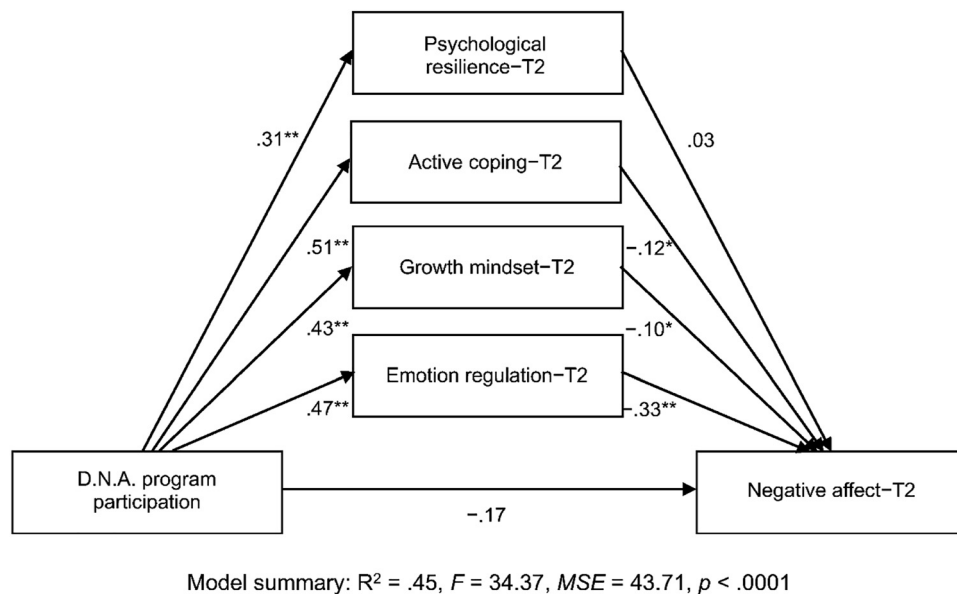 Psychological
resilience−T2
.31**
.03
Active coping−T2
.51**
−.12*
Growth mindset−T2
.43**
−.10*
Emotion regulation−T2
.47**
−.33**
D.N.A. program
participation
Negative affect−T2
−.17
Model summary: R² = .45, F = 34.37, MSE = 43.71, p < .0001